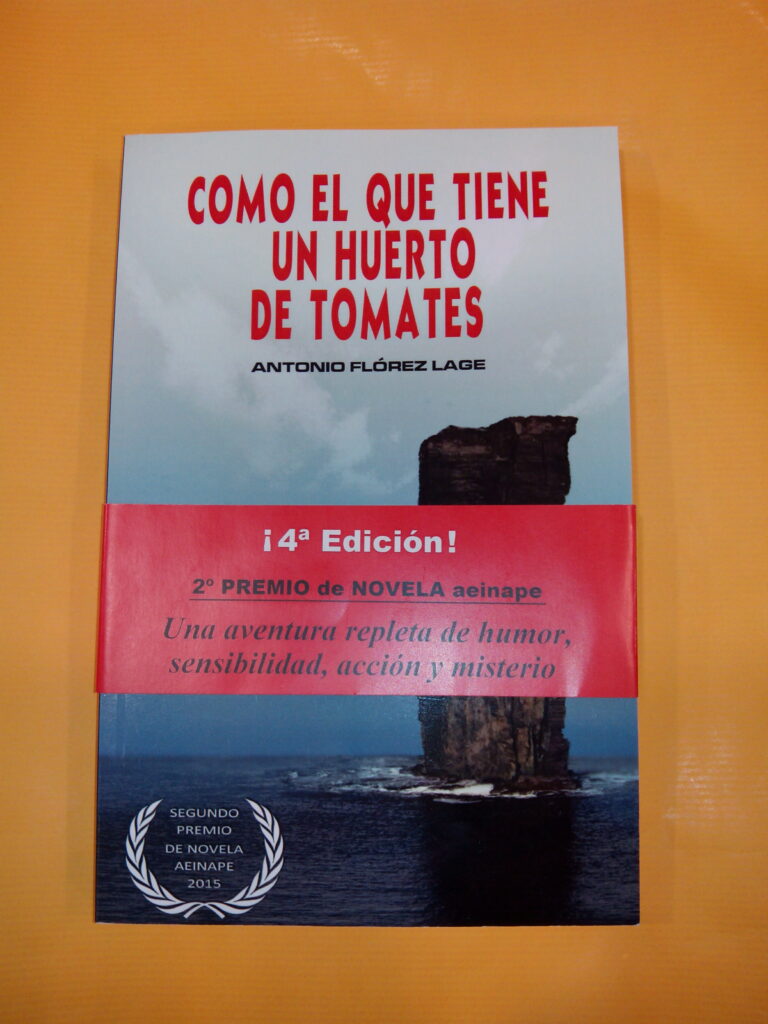 COMO EL QUE TIENE
UN HUERTO
DE TOMATES
ANTONIO FLÓREZ LAGE
¡4ª Edición!
2º PREMIO de NOVELA aeinape
Una aventura repleta de humor,
sensibilidad, acción y misterio
SEGUNDO
PREMIO
DE NOVELA
AEINAPE
2015